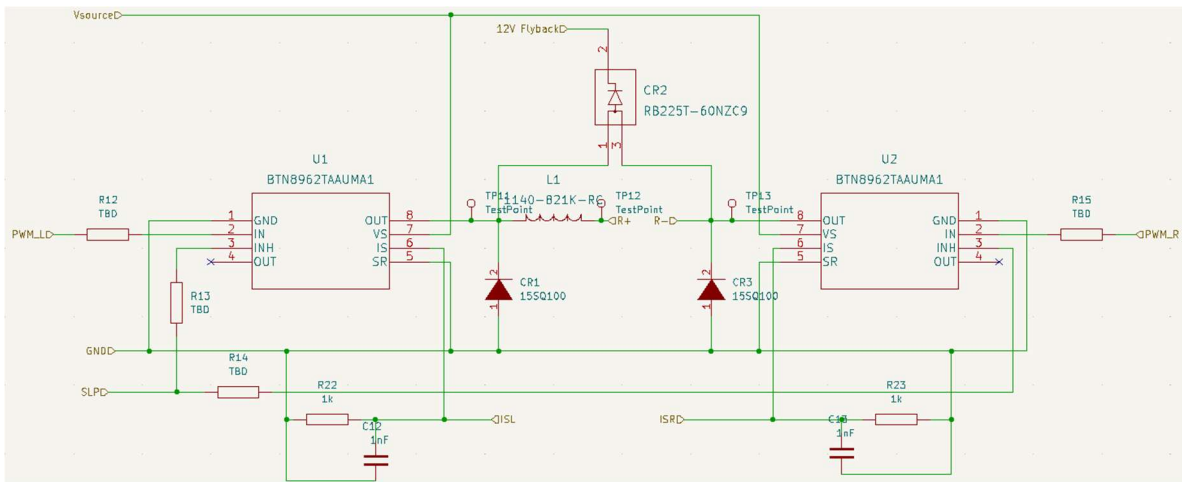 Vsource
12V Flyback
2
CR2
RB225T-60NZC9
1
3
U1
BTN8962TAAUMA1
U2
BTN8962TAAUMA1
L1
1140-821K-RC
TP11
TestPoint
TP12
TestPoint
TP13
TestPoint
R12
TBD
R15
TBD
PWM_L
1 GND OUT 8
2 IN VS 7
3 INH IS 6
4 OUT SR 5
R+
R-
8 OUT GND 1
7 VS IN 2
6 IS INH 3
5 SR OUT 4
PWM_R
2
CR1
15SQ100
1
2
CR3
15SQ100
1
R13
TBD
GND
R14
TBD
SLP
R22
1k
R23
1k
ISL
ISR
C12
1nF
1nF